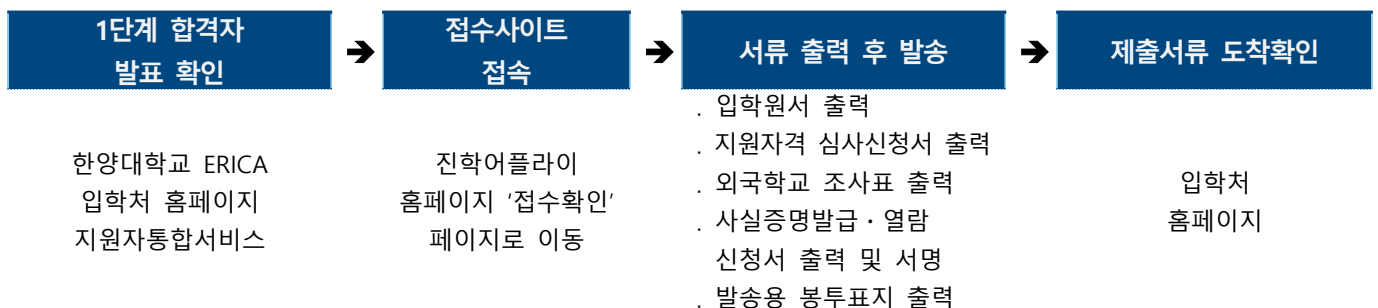 1단계 합격자
발표 확인
➔
접수사이트
접속
➔
서류 출력 후 발송
➔
제출서류 도착확인
한양대학교 ERICA
입학처 홈페이지
지원자통합서비스
진학어플라이
홈페이지 ‘접수확인’
페이지로 이동
. 입학원서 출력
. 지원자격 심사신청서 출력
. 외국학교 조사표 출력
. 사실증명발급・열람
신청서 출력 및 서명
. 발송용 봉투표지 출력
입학처
홈페이지